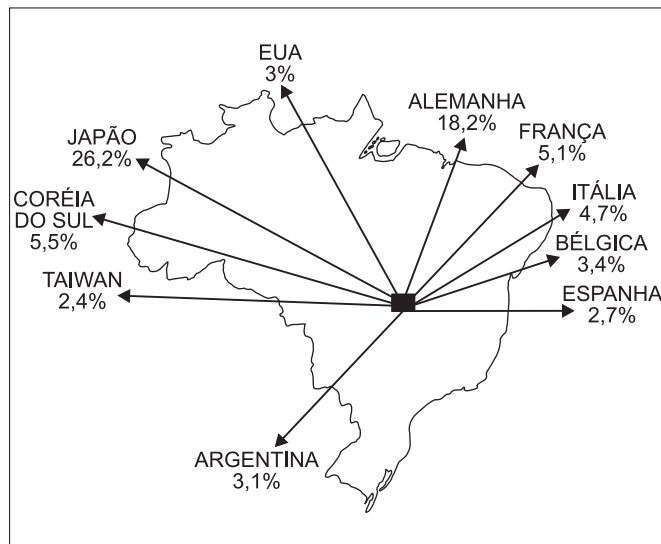 EUA
3%
ALEMANHA
18,2%
FRANÇA
5,1%
JAPÃO
26,2%
ITÁLIA
4,7%
CORÉIA
DO SUL
5,5%
BÉLGICA
3,4%
TAIWAN
2,4%
ESPANHA
2,7%
ARGENTINA
3,1%